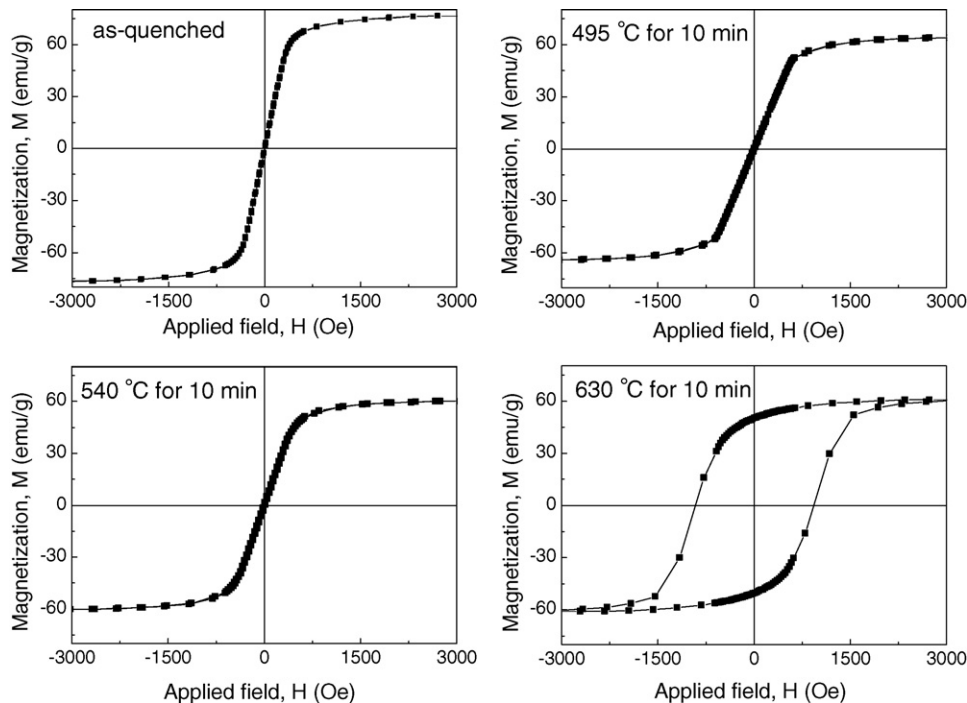 as-quenched
Magnetization, M (emu/g)
60
30
0
-30
-60
-3000 -1500 0 1500 3000
Applied field, H (Oe)
495 °C for 10 min
Magnetization, M (emu/g)
60
30
0
-30
-60
-3000 -1500 0 1500 3000
Applied field, H (Oe)
540 °C for 10 min
Magnetization, M (emu/g)
60
30
0
-30
-60
-3000 -1500 0 1500 3000
Applied field, H (Oe)
630 °C for 10 min
Magnetization, M (emu/g)
60
30
0
-30
-60
-3000 -1500 0 1500 3000
Applied field, H (Oe)